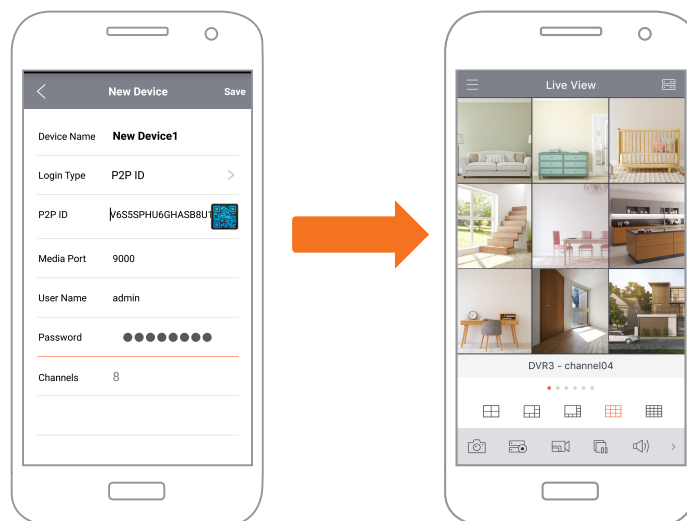 New Device
Save
Device Name
New Device1
Login Type
P2P ID
P2P ID
V6S5SPHU6GHASB8U1
Media Port
9000
User Name
admin
Password
Channels
8
Live View
DVR3 - channel04